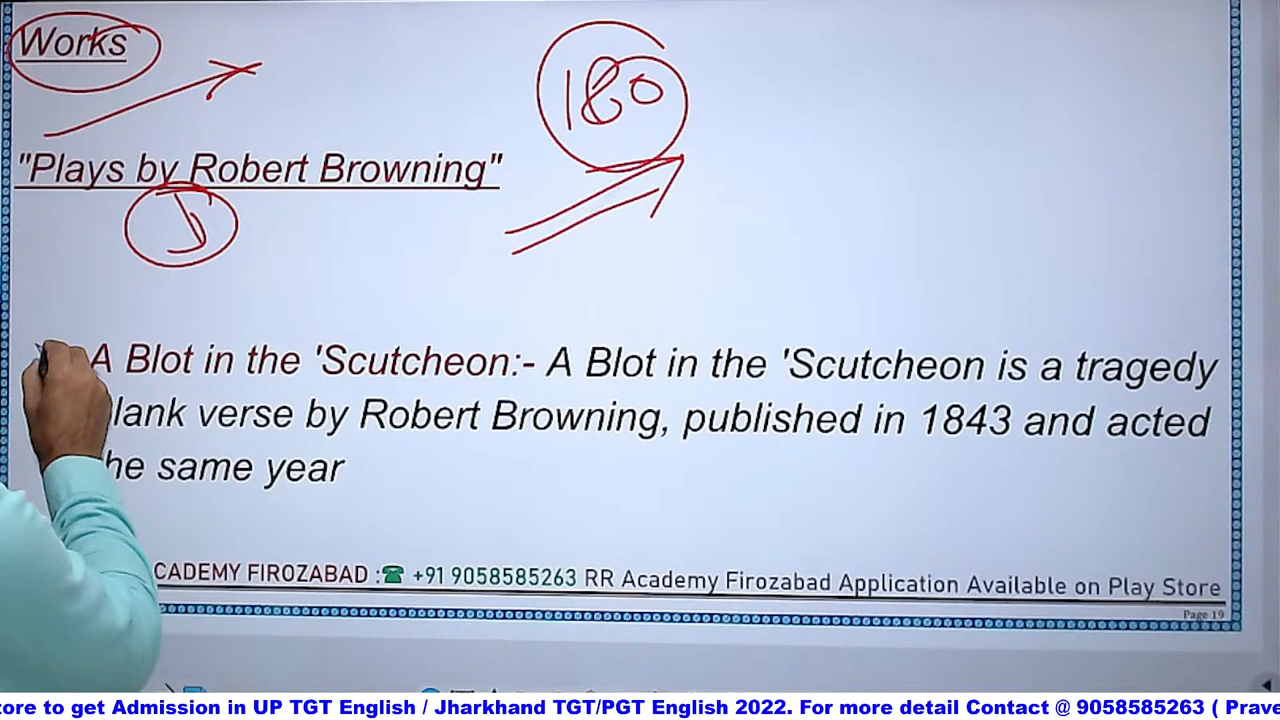 Works
180
"Plays by Robert Browning"
A Blot in the 'Scutcheon:- A Blot in the 'Scutcheon is a tragedy
lank verse by Robert Browning, published in 1843 and acted
he same year
CADEMY FIROZABAD :☎ +91 9058585263 RR Academy Firozabad Application Available on Play Store
Page 19
tore to get Admission in UP TGT English / Jharkhand TGT/PGT English 2022. For more detail Contact @ 9058585263 ( Prave